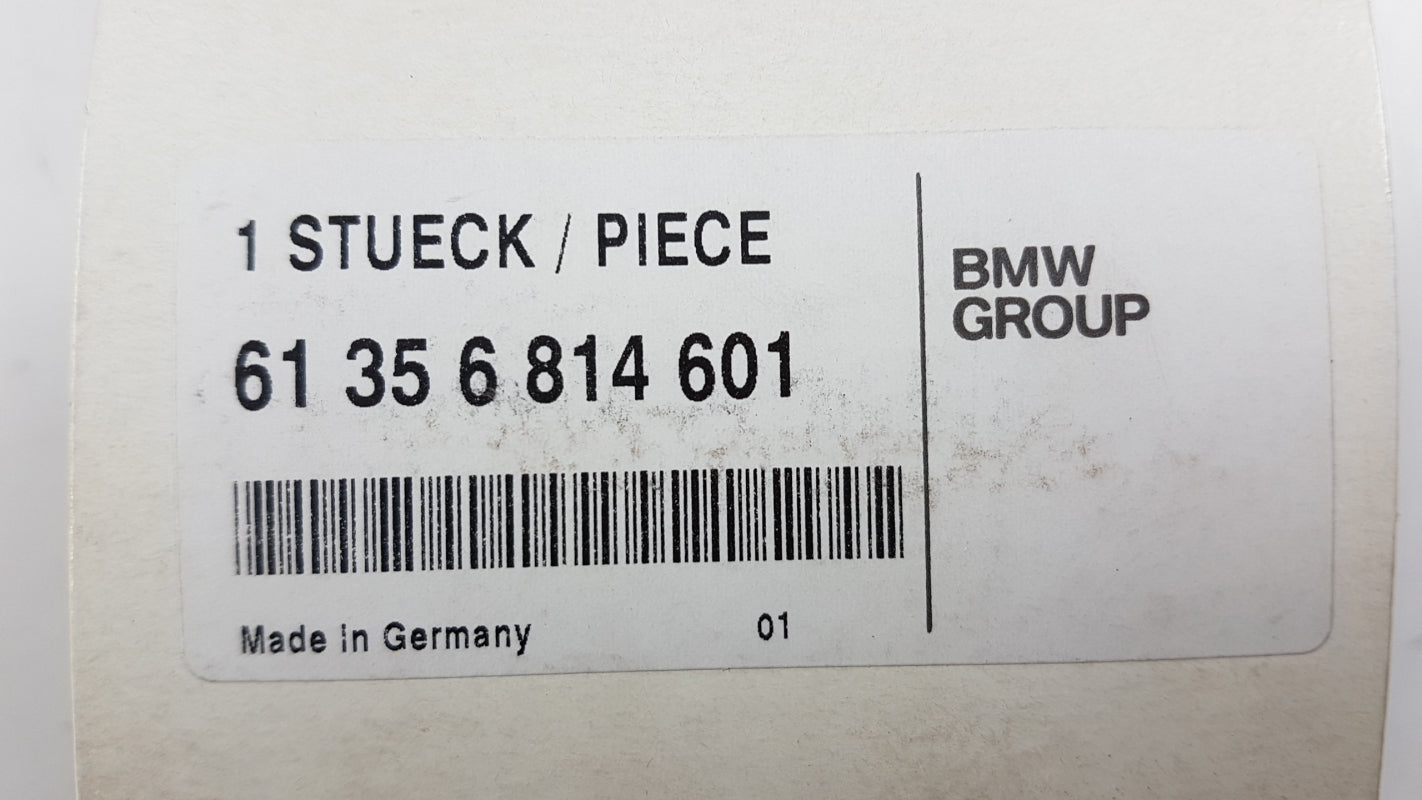 1 STUECK / PIECE
61 35 6 814 601
Made in Germany 01
BMW
GROUP